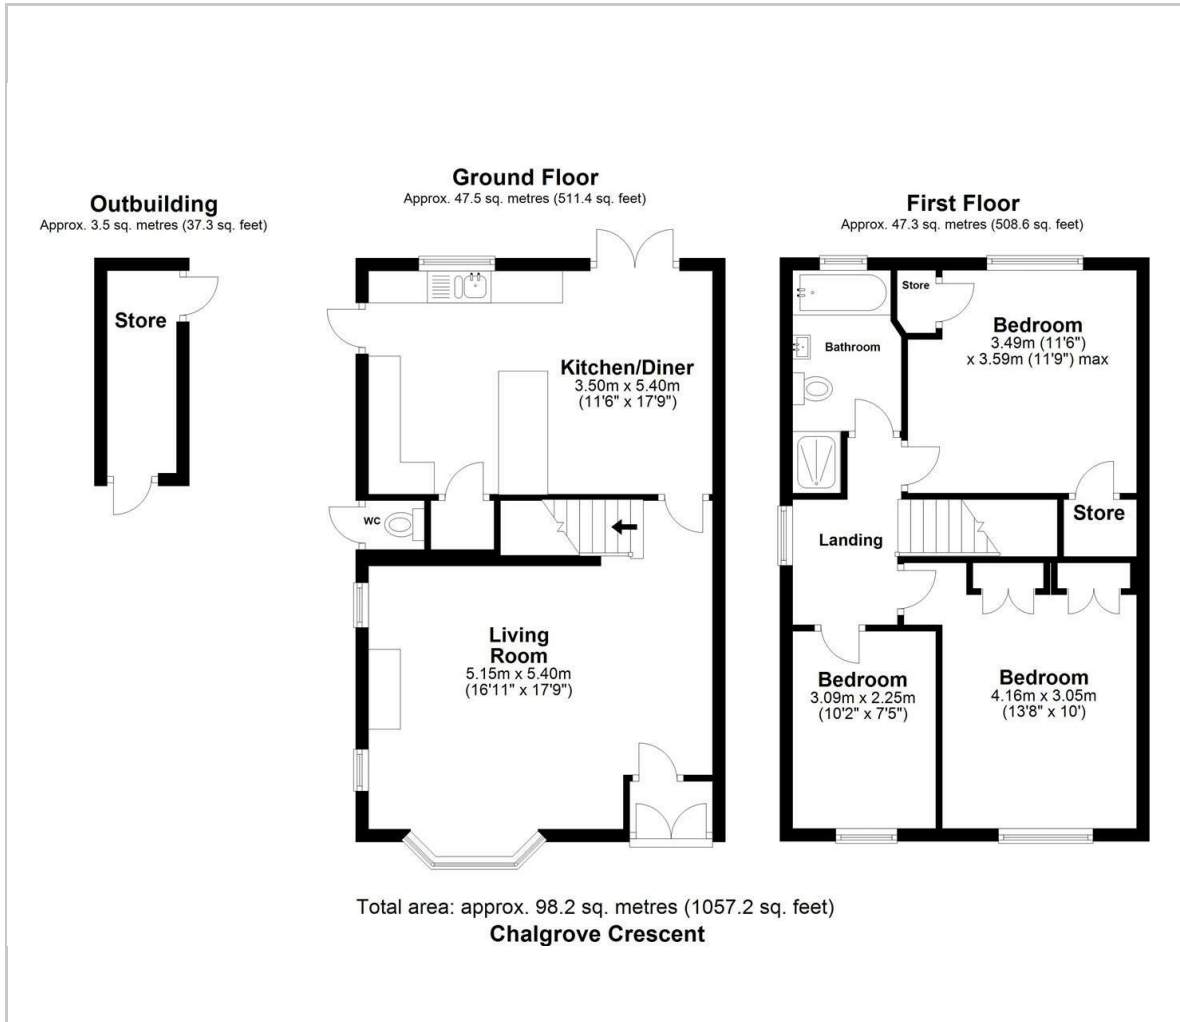 Outbuilding
Approx. 3.5 sq. metres (37.3 sq. feet)
Store
Ground Floor
Approx. 47.5 sq. metres (511.4 sq. feet)
Kitchen/Diner
3.50m x 5.40m
(11'6" x 17'9")
WC
Living
Room
5.15m x 5.40m
(16'11" x 17'9")
First Floor
Approx. 47.3 sq. metres (508.6 sq. feet)
Store
Bedroom
3.49m (11'6")
x 3.59m (11'9") max
Bathroom
Store
Landing
Bedroom
3.09m x 2.25m
(10'2" x 7'5")
Bedroom
4.16m x 3.05m
(13'8" x 10')
Total area: approx. 98.2 sq. metres (1057.2 sq. feet)
Chalgrove Crescent